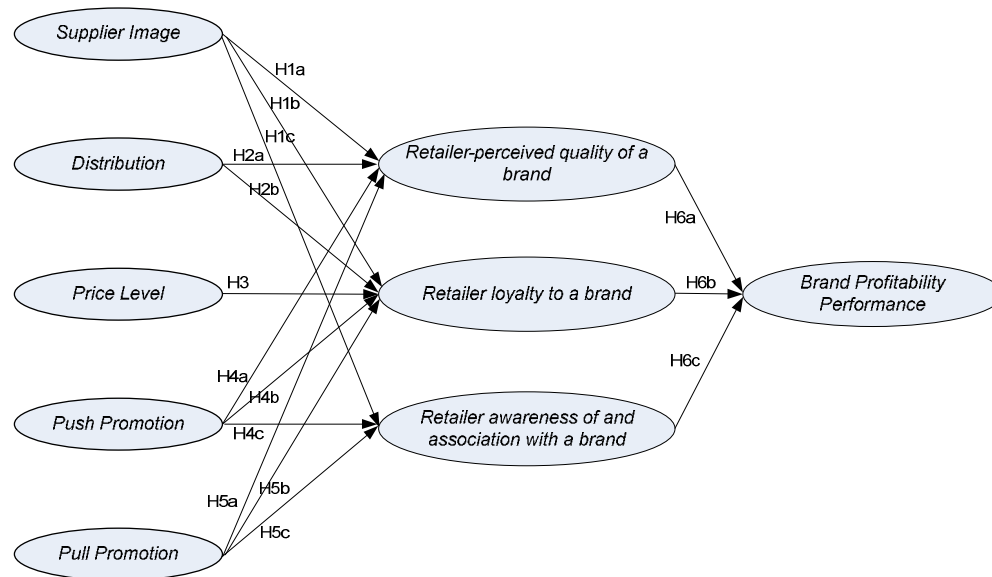 Supplier Image
H1a
H1b
H1c
Distribution
H2a
H2b
Retailer-perceived quality of a
brand
H6a
Price Level
H3
Retailer loyalty to a brand
H6b
Brand Profitability
Performance
H6c
H4a
H4b
H4c
Push Promotion
Retailer awareness of and
association with a brand
H5a
H5b
H5c
Pull Promotion